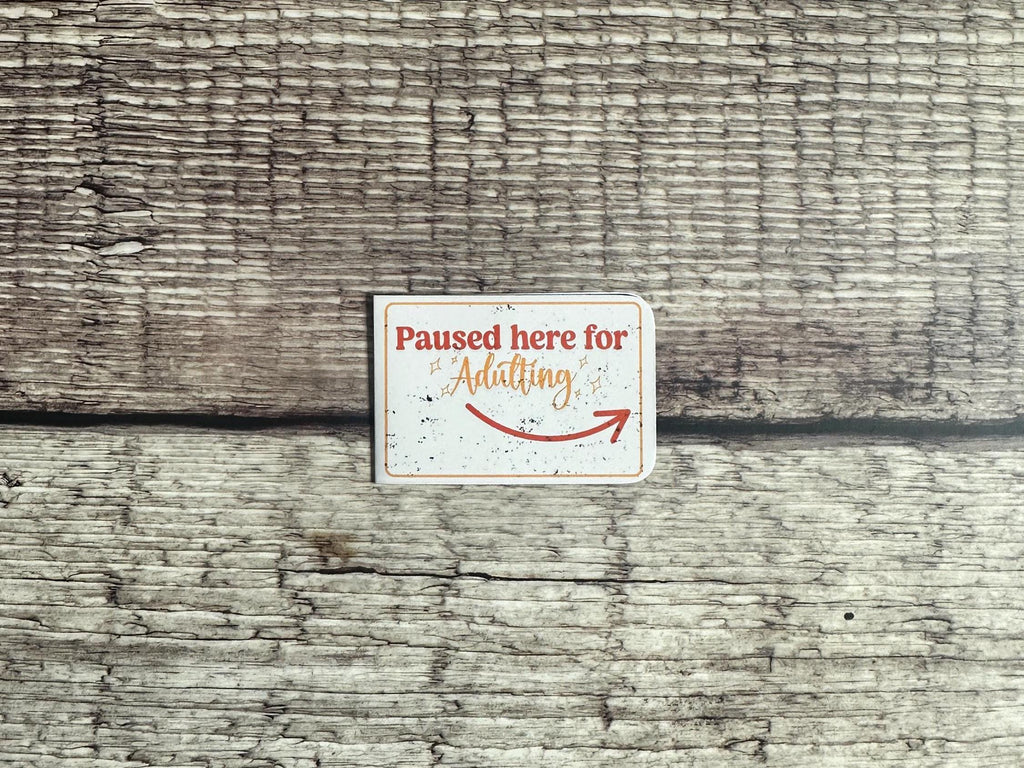 Paused here for
Adulting